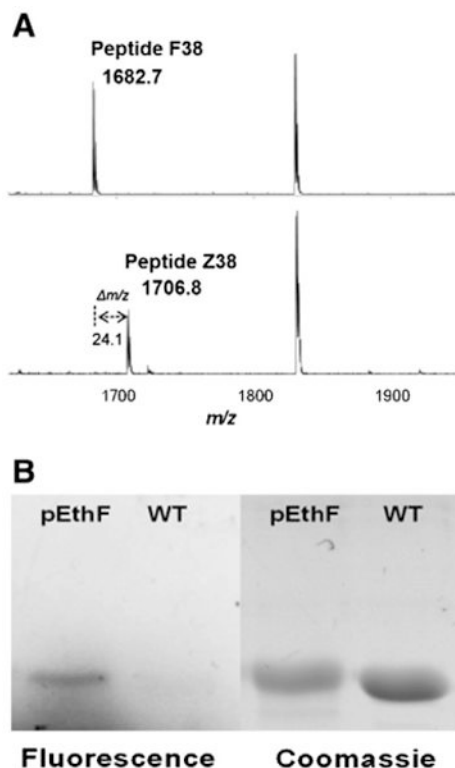 A
Peptide F38
1682.7
Peptide Z38
1706.8
Δm/z
24.1
1700 1800 1900
m/z
B
pEthF WT pEthF WT
Fluorescence Coomassie